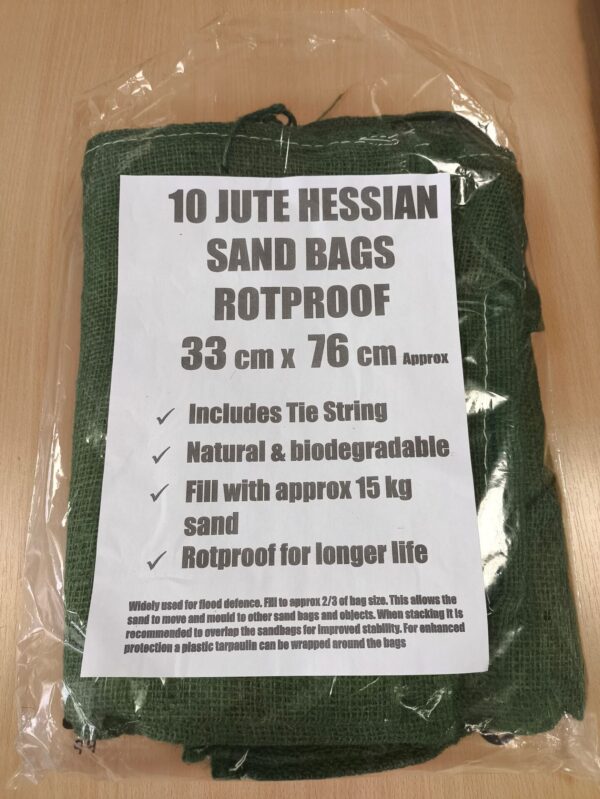 10 JUTE HESSIAN
SAND BAGS
ROTPROOF
33 cm x 76 cm Approx
✓ Includes Tie String
✓ Natural & biodegradable
✓ Fill with approx 15 kg
sand
✓ Rotproof for longer life
Widely used for flood defence. Fill to approx 2/3 of bag size. This allows the
sand to move and mould to other sand bags and objects. When stacking it is
recommended to overlap the sandbags for improved stability. For enhanced
protection a plastic tarpaulin can be wrapped around the bags